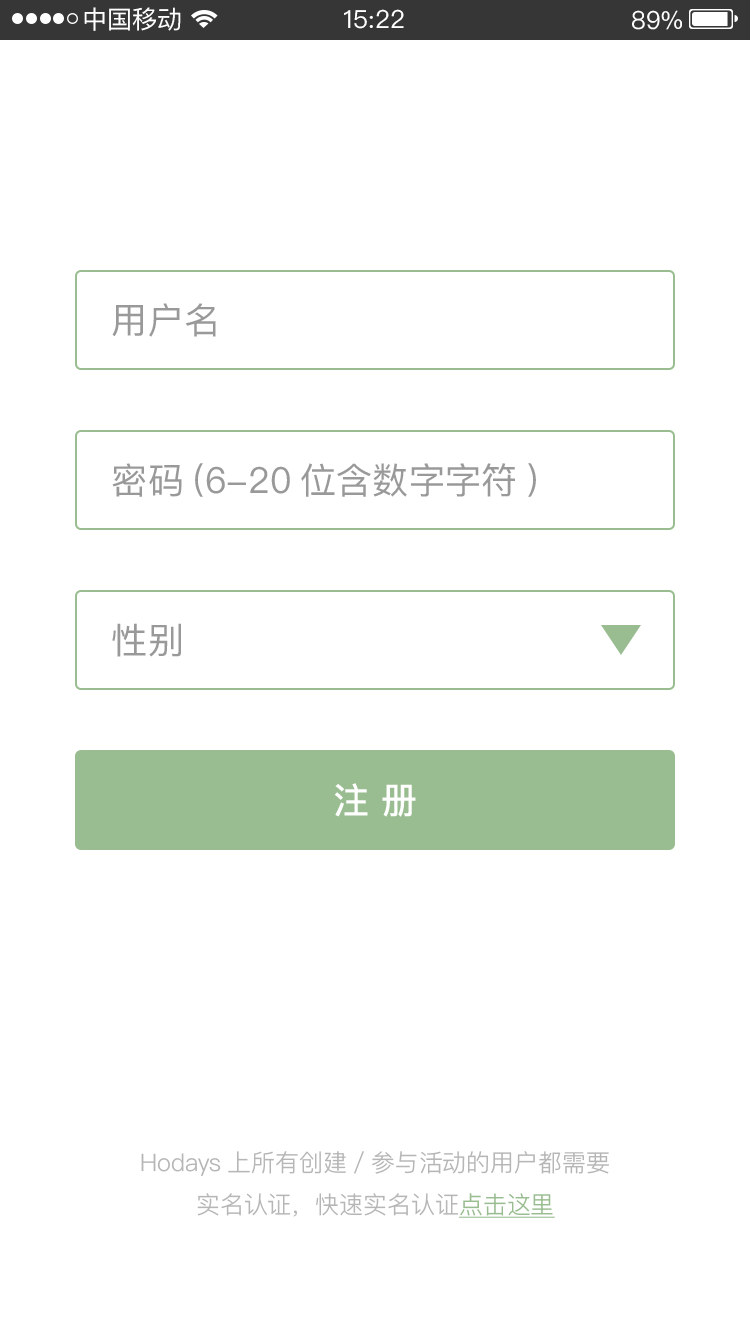 中国移动 15:22 89%
用户名
密码 (6–20 位含数字字符 )
性别
注 册
Hodays 上所有创建 / 参与活动的用户都需要
实名认证，快速实名认证点击这里